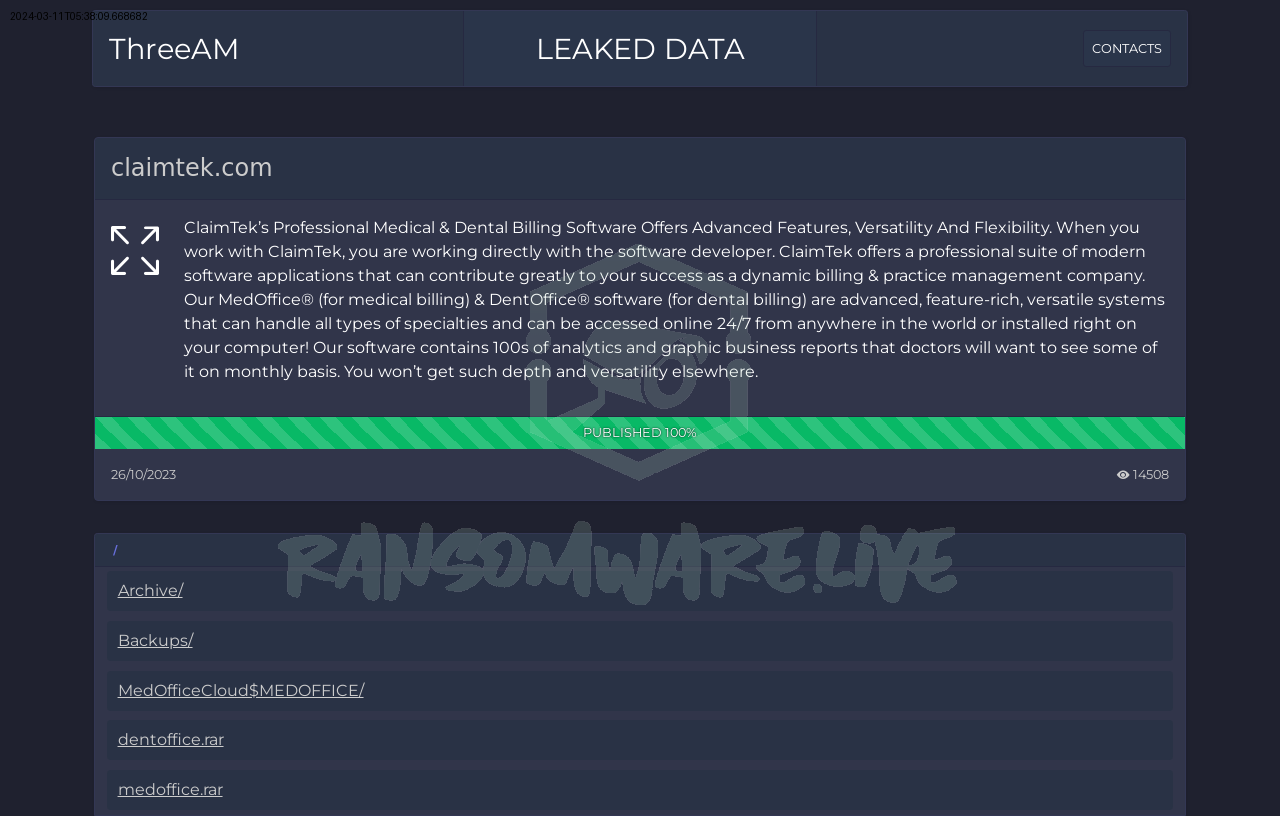 2024-03-11T05:38:09.668682
ThreeAM
LEAKED DATA
CONTACTS
claimtek.com
ClaimTek’s Professional Medical & Dental Billing Software Offers Advanced Features, Versatility And Flexibility. When you
work with ClaimTek, you are working directly with the software developer. ClaimTek offers a professional suite of modern
software applications that can contribute greatly to your success as a dynamic billing & practice management company.
Our MedOffice® (for medical billing) & DentOffice® software (for dental billing) are advanced, feature-rich, versatile systems
that can handle all types of specialties and can be accessed online 24/7 from anywhere in the world or installed right on
your computer! Our software contains 100s of analytics and graphic business reports that doctors will want to see some of
it on monthly basis. You won’t get such depth and versatility elsewhere.
PUBLISHED 100%
26/10/2023
14508
RANSOMWARE.LIVE
/
Archive/
Backups/
MedOfficeCloud$MEDOFFICE/
dentoffice.rar
medoffice.rar